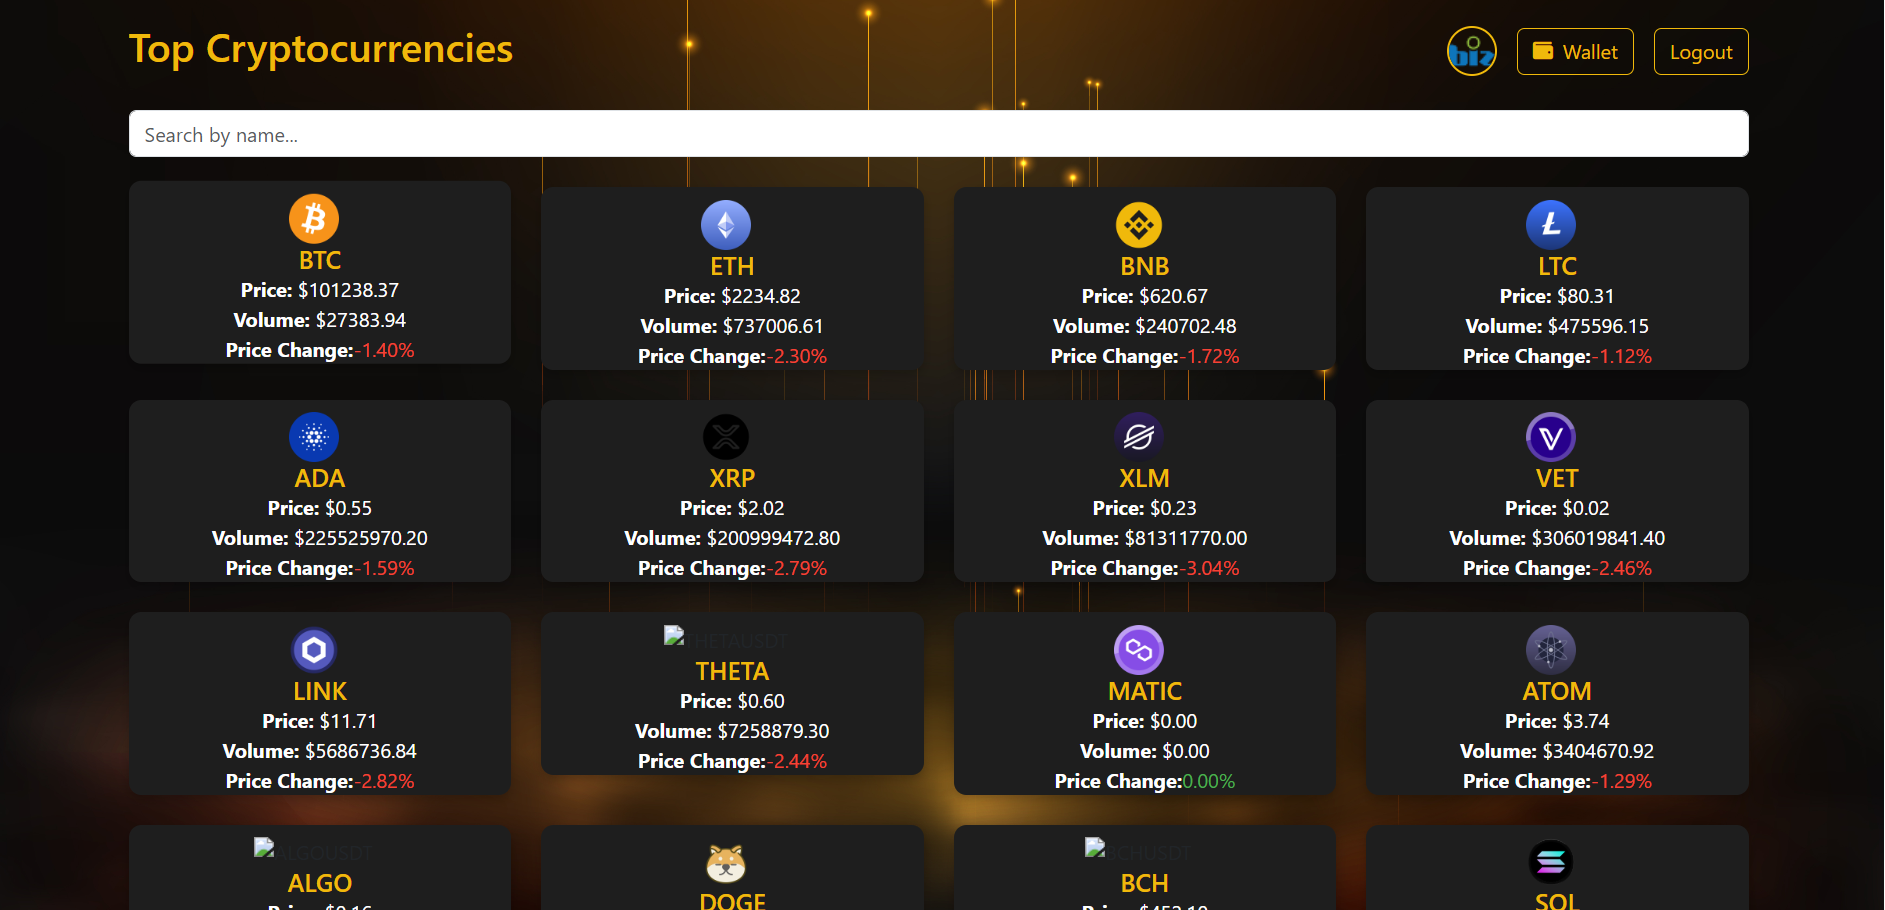 Top Cryptocurrencies
biz
Wallet
Logout
Search by name...
BTC
Price: $101238.37
Volume: $27383.94
Price Change:-1.40%
ETH
Price: $2234.82
Volume: $737006.61
Price Change:-2.30%
BNB
Price: $620.67
Volume: $240702.48
Price Change:-1.72%
LTC
Price: $80.31
Volume: $475596.15
Price Change:-1.12%
ADA
Price: $0.55
Volume: $225525970.20
Price Change:-1.59%
XRP
Price: $2.02
Volume: $200999472.80
Price Change:-2.79%
XLM
Price: $0.23
Volume: $81311770.00
Price Change:-3.04%
VET
Price: $0.02
Volume: $306019841.40
Price Change:-2.46%
LINK
Price: $11.71
Volume: $5686736.84
Price Change:-2.82%
THETAUSDT
THETA
Price: $0.60
Volume: $7258879.30
Price Change:-2.44%
MATIC
Price: $0.00
Volume: $0.00
Price Change:0.00%
ATOM
Price: $3.74
Volume: $3404670.92
Price Change:-1.29%
ALGOUSDT
ALGO
Price: $0.16
DOGE
BCHUSDT
BCH
Price:
SOL